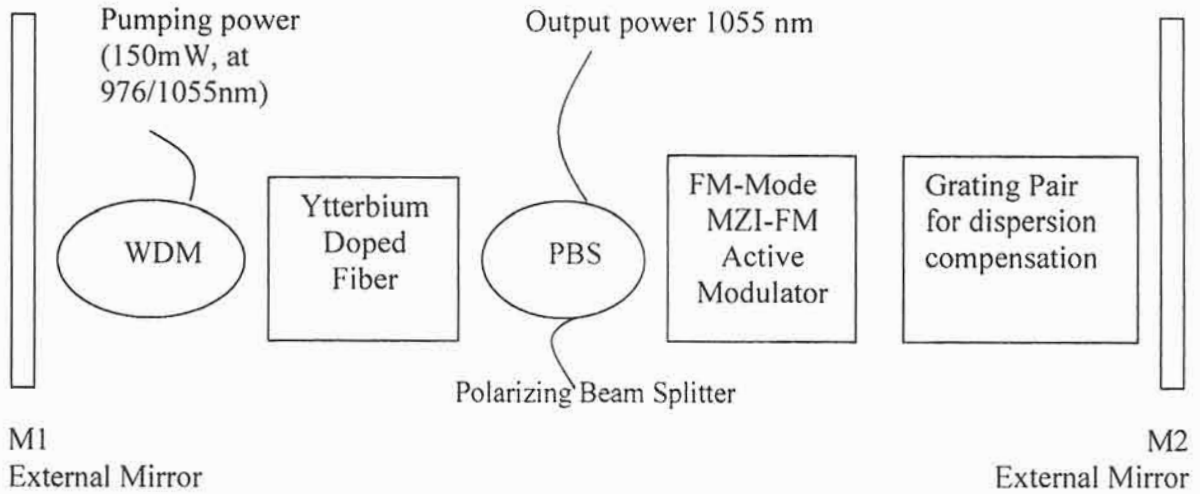 Pumping power
(150mW, at
976/1055nm)
Output power 1055 nm
WDM
Ytterbium
Doped
Fiber
PBS
FM-Mode
MZI-FM
Active
Modulator
Grating Pair
for dispersion
compensation
Polarizing Beam Splitter
M1
External Mirror
M2
External Mirror